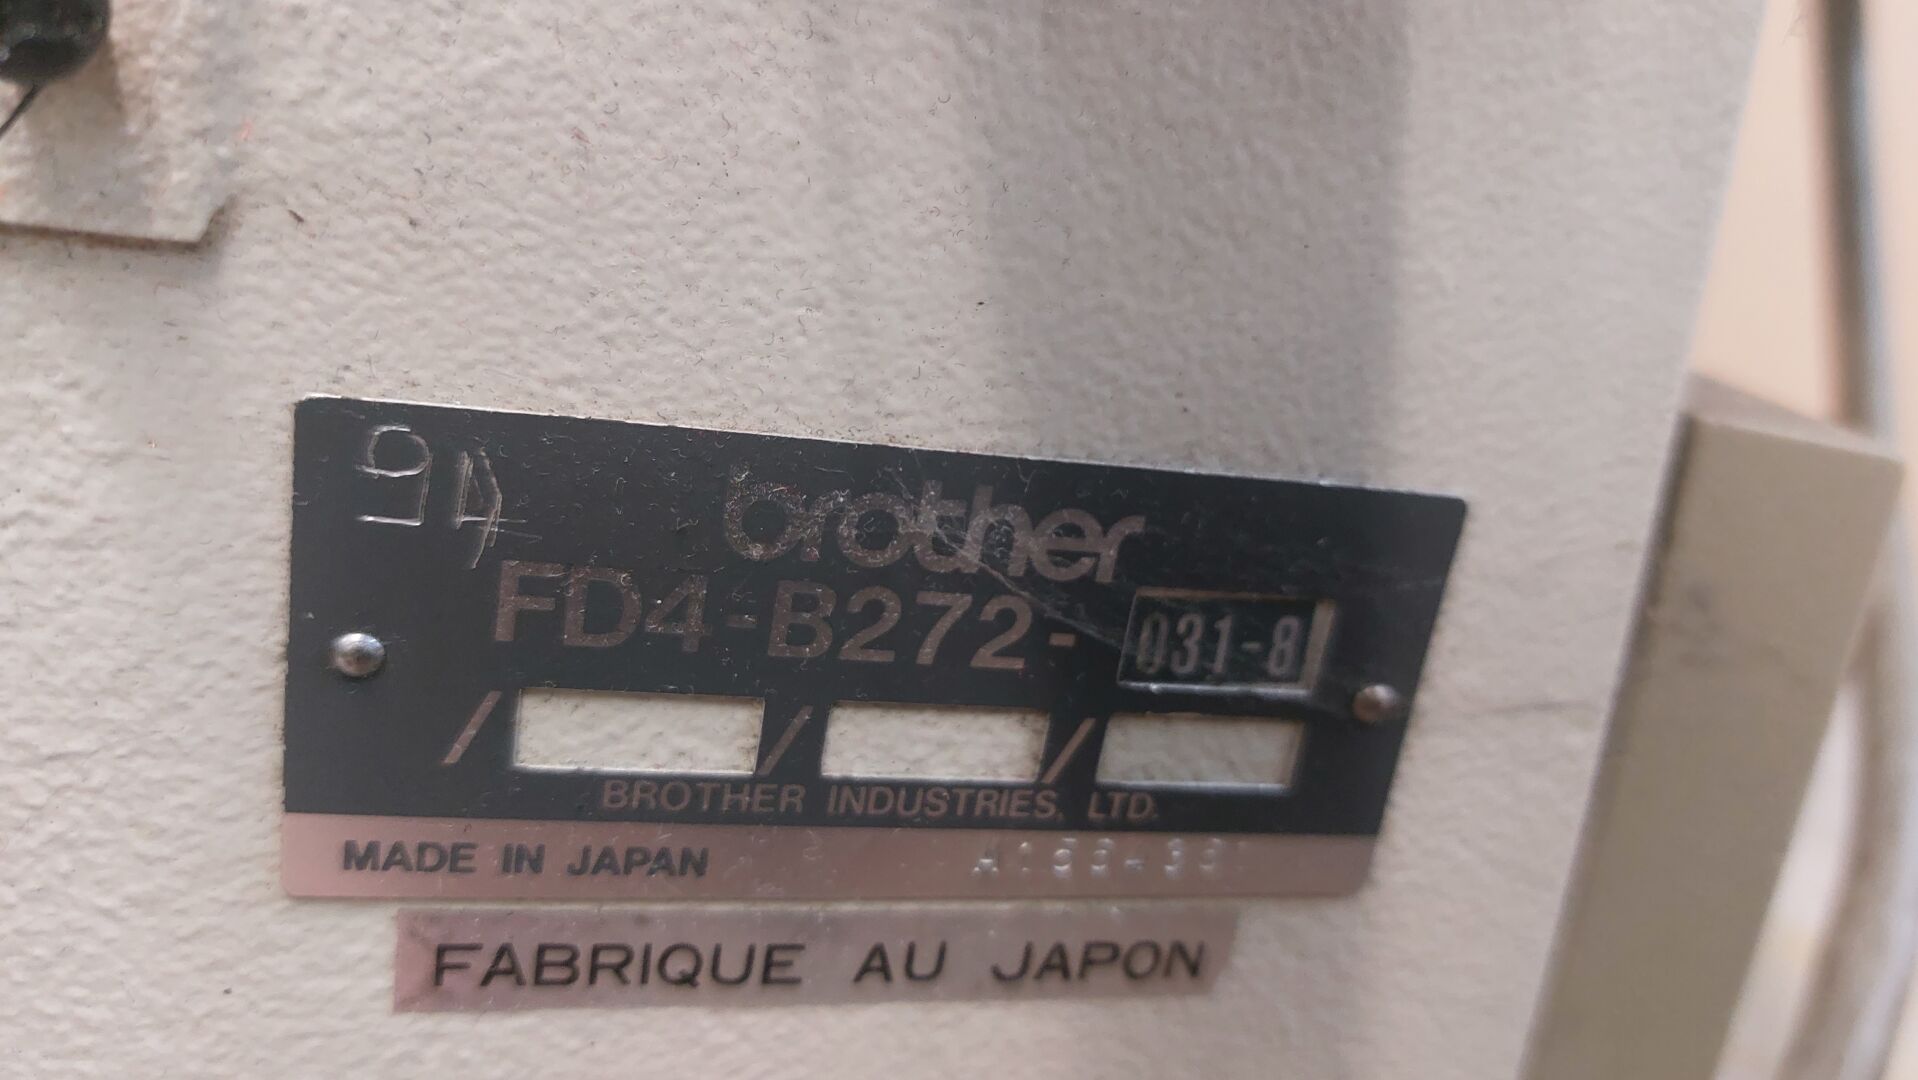 94
brother
FD4-B272-031-8
/ / /
BROTHER INDUSTRIES, LTD.
MADE IN JAPAN
FABRIQUE AU JAPON